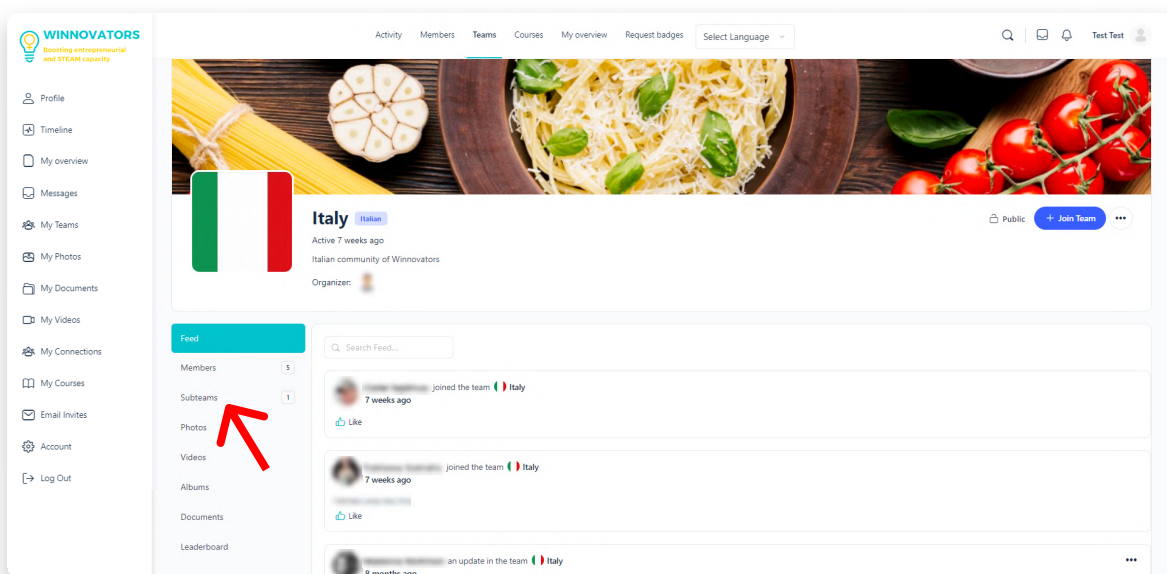 WINNOVATORS
Boosting entrepreneurial
and STEAM capacity
Activity Members Teams Courses My overview Request badges Select Language Test Test
Profile
Timeline
My overview
Messages
My Teams
My Photos
My Documents
My Videos
My Connections
My Courses
Email Invites
Account
Log Out
Italy Italian
Public + Join Team
Active 7 weeks ago
Italian community of Winnovators
Organizer:
Feed
Members 5
Subteams 1
Photos
Videos
Albums
Documents
Leaderboard
Search Feed...
joined the team Italy
7 weeks ago
Like
joined the team Italy
7 weeks ago
Like
an update in the team Italy
8 months ago